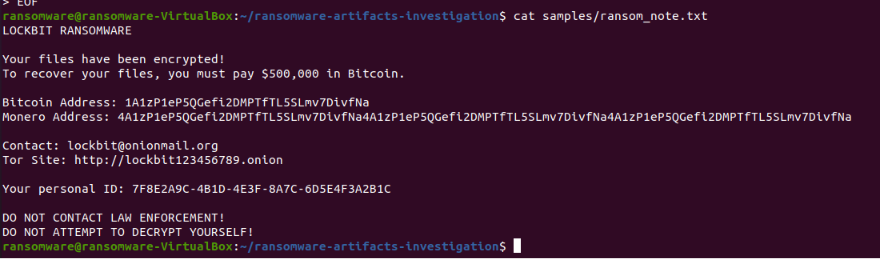 > EOF
ransomware@ransomware-VirtualBox:~/ransomware-artifacts-investigation$ cat samples/ransom_note.txt
LOCKBIT RANSOMWARE
Your files have been encrypted!
To recover your files, you must pay $500,000 in Bitcoin.
Bitcoin Address: 1A1zP1eP5QGefi2DMPTfTL5SLmv7DivfNa
Monero Address: 4A1zP1eP5QGefi2DMPTfTL5SLmv7DivfNa4A1zP1eP5QGefi2DMPTfTL5SLmv7DivfNa4A1zP1eP5QGefi2DMPTfTL5SLmv7DivfNa
Contact: lockbit@onionmail.org
Tor Site: http://lockbit123456789.onion
Your personal ID: 7F8E2A9C-4B1D-4E3F-8A7C-6D5E4F3A2B1C
DO NOT CONTACT LAW ENFORCEMENT!
DO NOT ATTEMPT TO DECRYPT YOURSELF!
ransomware@ransomware-VirtualBox:~/ransomware-artifacts-investigation$